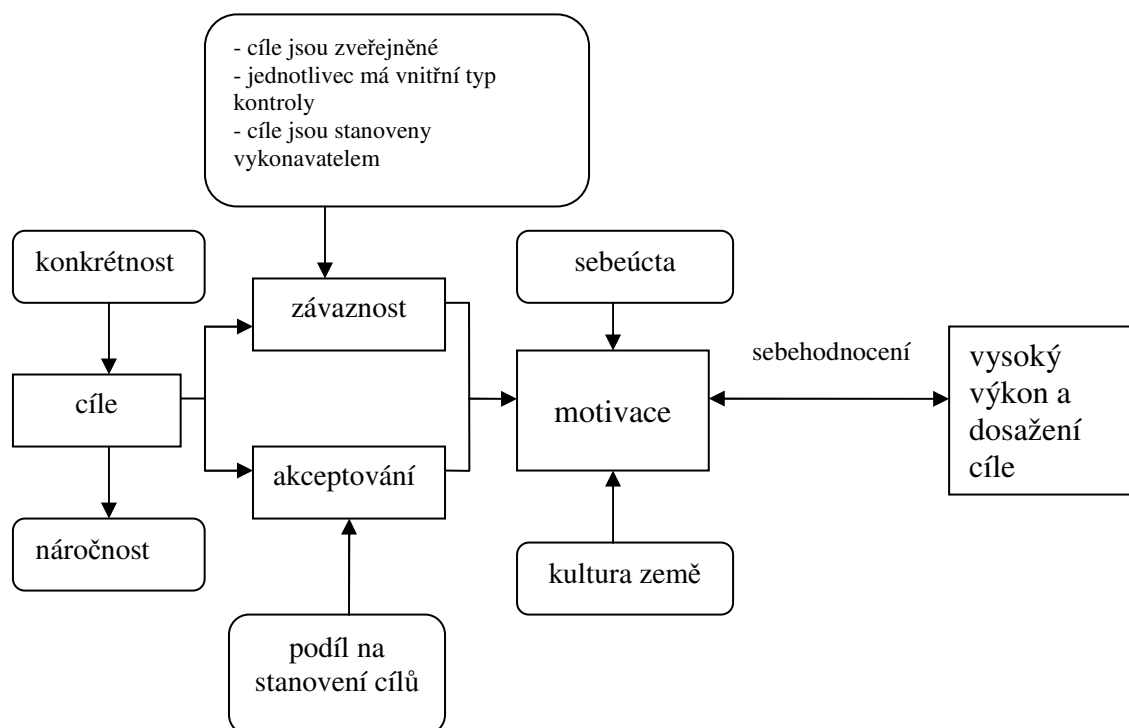 - cíle jsou zveřejněné
- jednotlivec má vnitřní typ
kontroly
- cíle jsou stanoveny
vykonavatelem
konkrétnost
závaznost
sebeúcta
cíle
motivace
sebehodnocení
vysoký
výkon a
dosažení
cíle
akceptování
náročnost
kultura země
podíl na
stanovení cílů